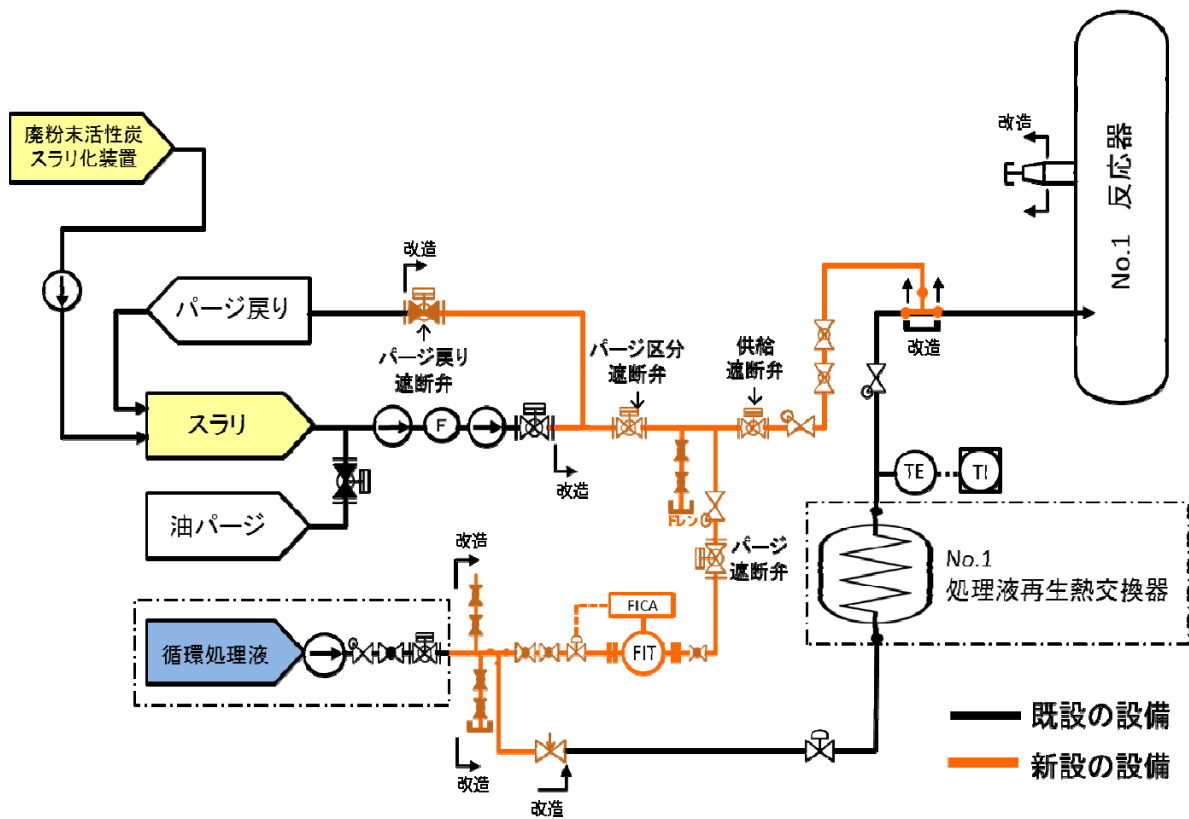 改造
廃粉末活性炭
スラリ化装置
No.1 反応器
改造
パージ戻り
パージ戻り
遮断弁
パージ区分
遮断弁
供給
遮断弁
改造
スラリ
F
改造
TE
TI
油パージ
ドレン
パージ
遮断弁
改造
No.1
処理液再生熱交換器
FICA
循環処理液
FIT
既設の設備
改造
新設の設備
改造